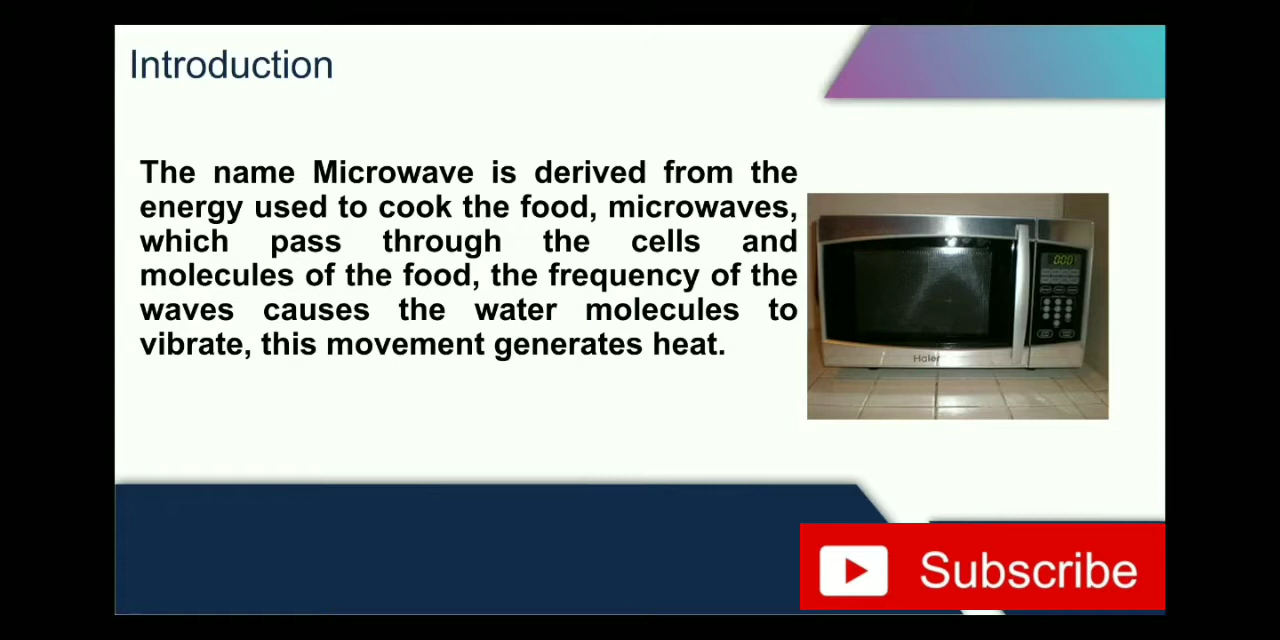 Introduction
The name Microwave is derived from the
energy used to cook the food, microwaves,
which pass through the cells and
molecules of the food, the frequency of the
waves causes the water molecules to
vibrate, this movement generates heat.
000
Haier
Subscribe